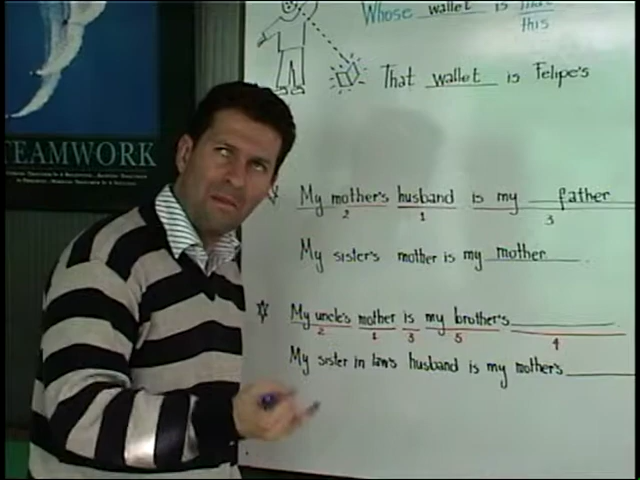 Whose wallet is that
this
That wallet is Felipe's
TEAMWORK
My mother's husband is my father
2 1 3
My sister's mother is my mother.
My uncle's mother is my brother's
2 1 3 5 4
My sister in law's husband is my mother's